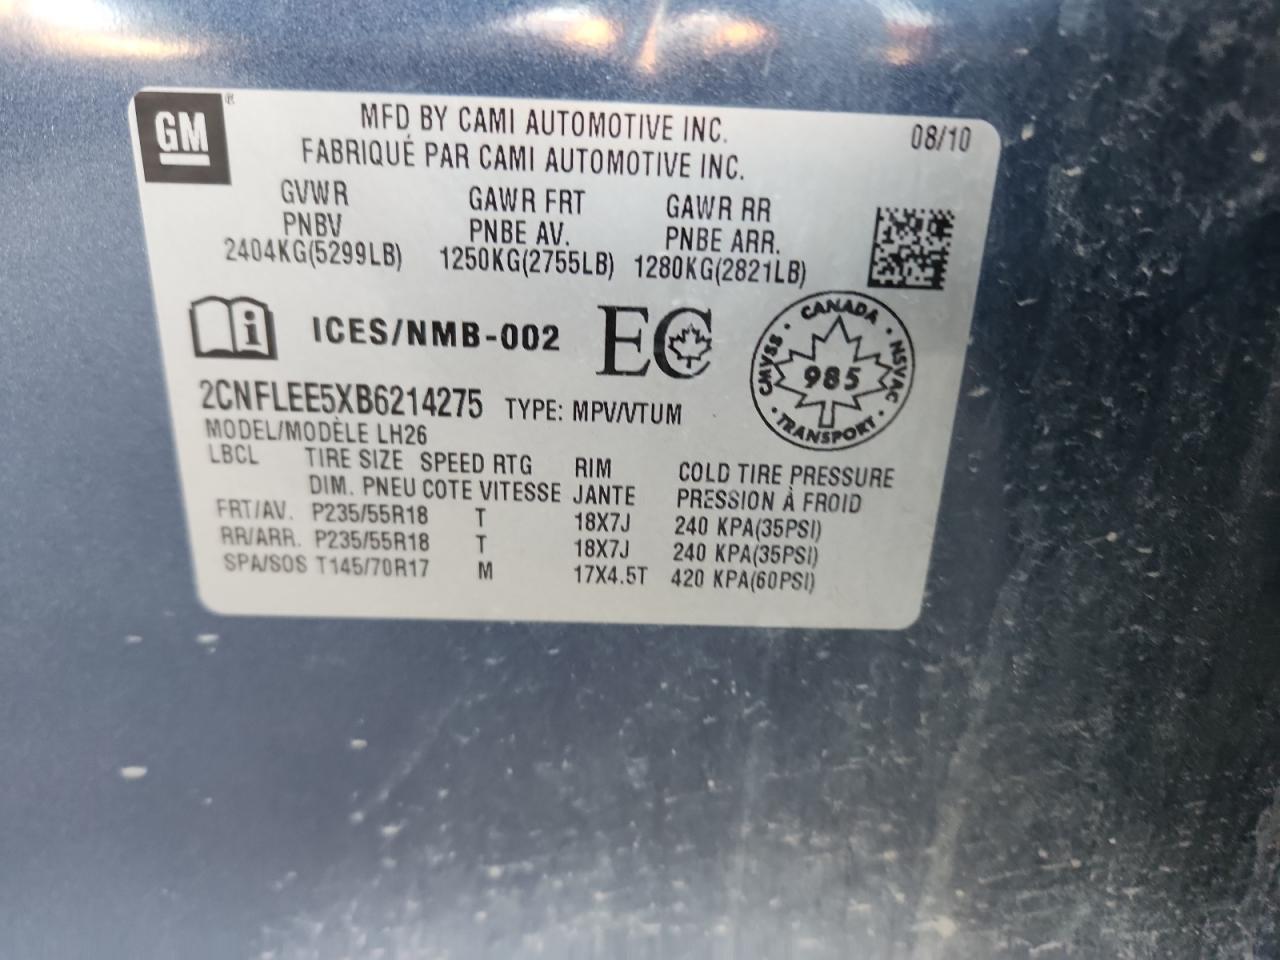 GM ®
MFD BY CAMI AUTOMOTIVE INC. 08/10
FABRIQUÉ PAR CAMI AUTOMOTIVE INC.
GVWR GAWR FRT GAWR RR
PNBV PNBE AV. PNBE ARR.
2404KG(5299LB) 1250KG(2755LB) 1280KG(2821LB)
i ICES/NMB-002 EC
CANADA
CMVSS · 985 · NSVAC
· TRANSPORT ·
2CNFLEE5XB6214275 TYPE: MPV/VTUM
MODEL/MODÈLE LH26
LBCL TIRE SIZE SPEED RTG RIM COLD TIRE PRESSURE
DIM. PNEU COTE VITESSE JANTE PRESSION À FROID
FRT/AV. P235/55R18 T 18X7J 240 KPA(35PSI)
RR/ARR. P235/55R18 T 18X7J 240 KPA(35PSI)
SPA/SOS T145/70R17 M 17X4.5T 420 KPA(60PSI)